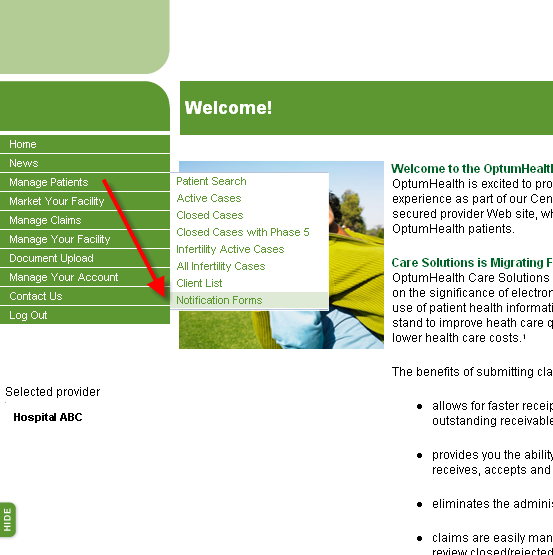 Welcome!
Home
News
Manage Patients
Market Your Facility
Manage Claims
Manage Your Facility
Document Upload
Manage Your Account
Contact Us
Log Out
Patient Search
Active Cases
Closed Cases
Closed Cases with Phase 5
Infertility Active Cases
All Infertility Cases
Client List
Notification Forms
Selected provider
Hospital ABC
HIDE
Welcome to the OptumHealth
OptumHealth is excited to pro
experience as part of our Cen
secured provider Web site, wh
OptumHealth patients.
Care Solutions is Migrating F
OptumHealth Care Solutions
on the significance of electron
use of patient health informati
stand to improve heath care q
lower health care costs.¹
The benefits of submitting cla
allows for faster receip
outstanding receivable
provides you the ability
receives, accepts and
eliminates the adminis
claims are easily man
review closed/rejected